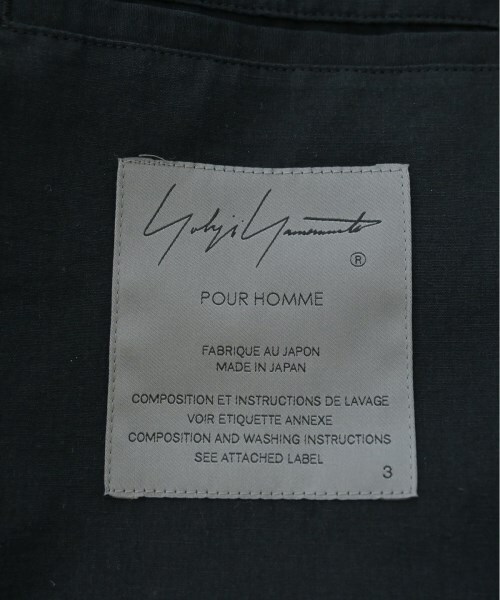 Yohji Yamamoto
®
POUR HOMME
FABRIQUE AU JAPON
MADE IN JAPAN
COMPOSITION ET INSTRUCTIONS DE LAVAGE
VOIR ETIQUETTE ANNEXE
COMPOSITION AND WASHING INSTRUCTIONS
SEE ATTACHED LABEL
3